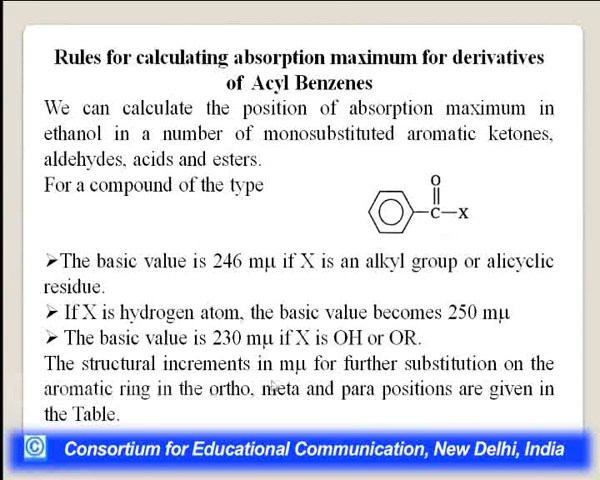 Rules for calculating absorption maximum for derivatives
of Acyl Benzenes
We can calculate the position of absorption maximum in
ethanol in a number of monosubstituted aromatic ketones,
aldehydes, acids and esters.
For a compound of the type
O
C—X
➢The basic value is 246 mµ if X is an alkyl group or alicyclic
residue.
➢ If X is hydrogen atom, the basic value becomes 250 mµ
➢ The basic value is 230 mµ if X is OH or OR.
The structural increments in mµ for further substitution on the
aromatic ring in the ortho, meta and para positions are given in
the Table.
© Consortium for Educational Communication, New Delhi, India